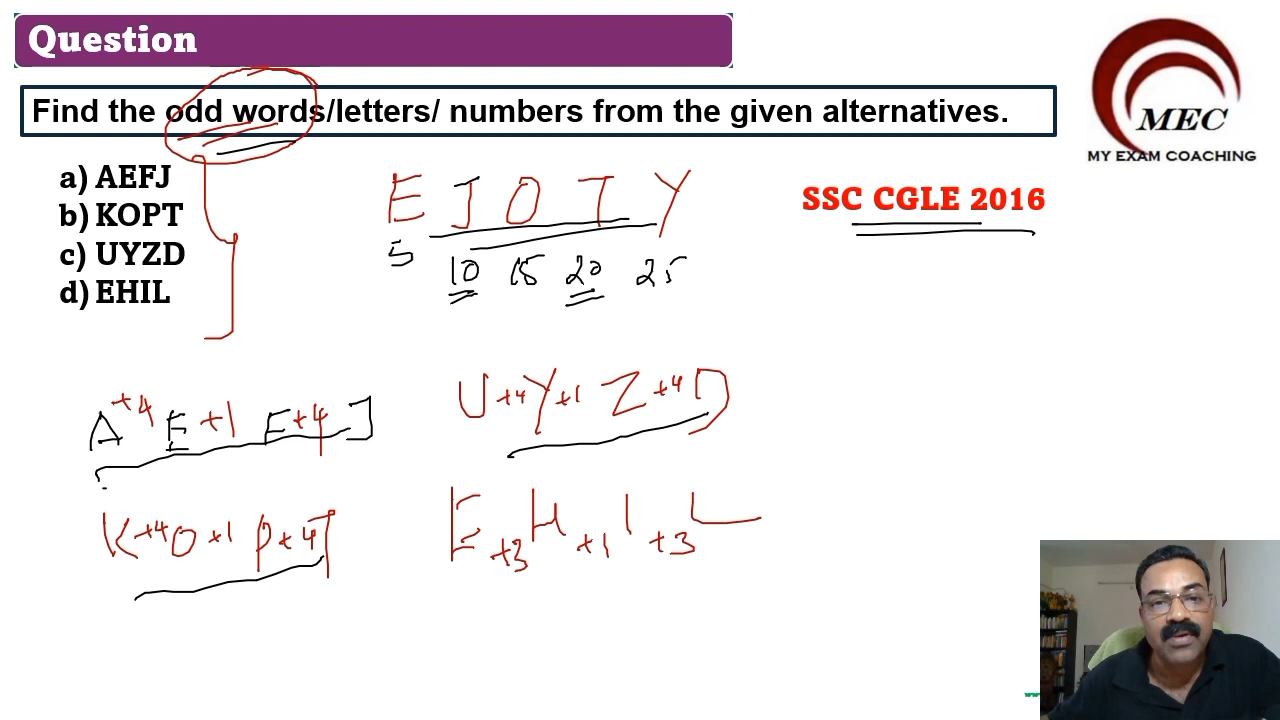 Question
Find the odd words/letters/ numbers from the given alternatives.
MEC
MY EXAM COACHING
a) AEFJ
b) KOPT
c) UYZD
d) EHIL
E J O T Y
5 10 15 20 25
SSC CGLE 2016
A +4 E +1 F +4 J
U +4 Y +1 Z +4 D
K +4 O +1 P +4 T
E +3 H +1 I +3 L